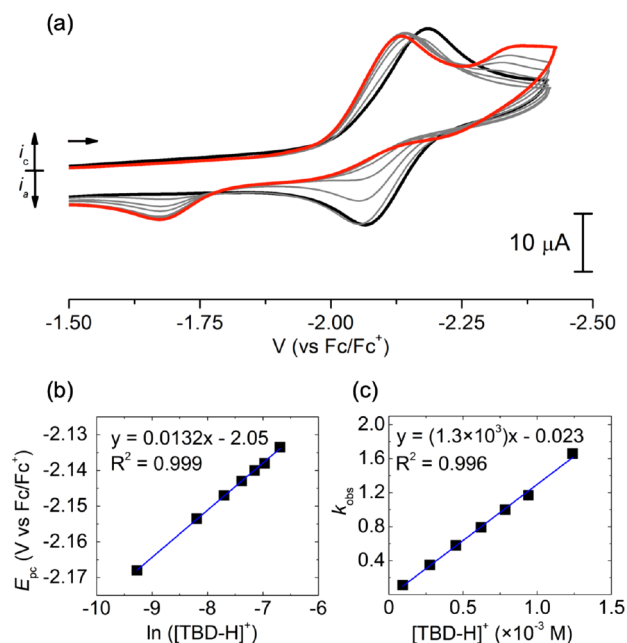 (a)
i_c
i_a
10 μA
-1.50 -1.75 -2.00 -2.25 -2.50
V (vs Fc/Fc⁺)
(b)
y = 0.0132x - 2.05
R² = 0.999
-2.13
-2.14
-2.15
-2.16
-2.17
E_pc (V vs Fc/Fc⁺)
-10 -9 -8 -7 -6
ln ([TBD-H]⁺)
(c)
y = (1.3×10³)x - 0.023
R² = 0.996
2.0
1.6
1.2
0.8
0.4
k_obs
0 0.5 1.0 1.5
[TBD-H]⁺ (×10⁻³ M)